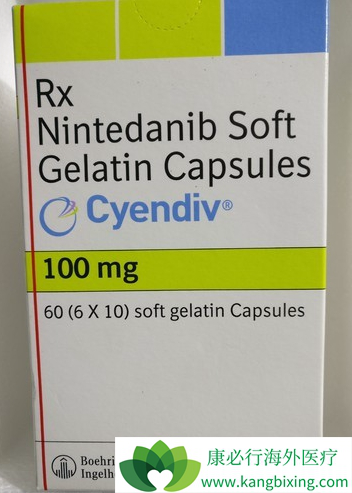 Rx
Nintedanib Soft
Gelatin Capsules
Cyendiv®
100 mg
60 (6 X 10) soft gelatin Capsules
Boehri
Ingelh
康必行海外医疗
www.kangbixing.com